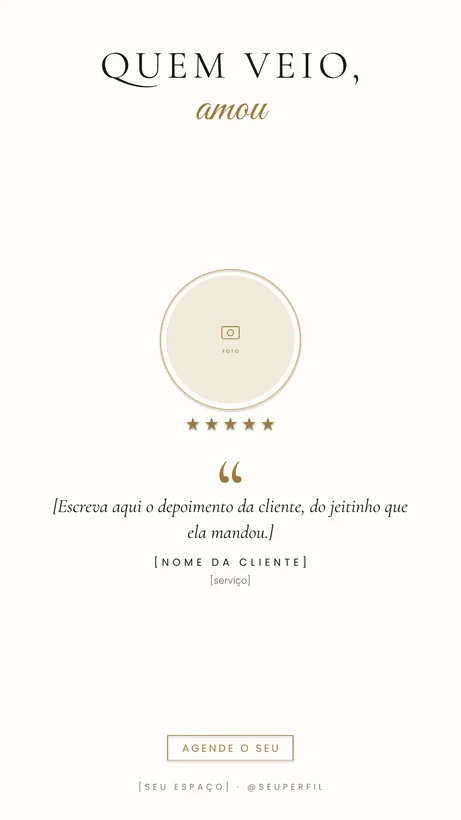 QUEM VEIO,
amou
FOTO
“
[Escreva aqui o depoimento da cliente, do jeitinho que
ela mandou.]
[NOME DA CLIENTE]
[serviço]
AGENDE O SEU
[SEU ESPAÇO] · @SEUPERFIL